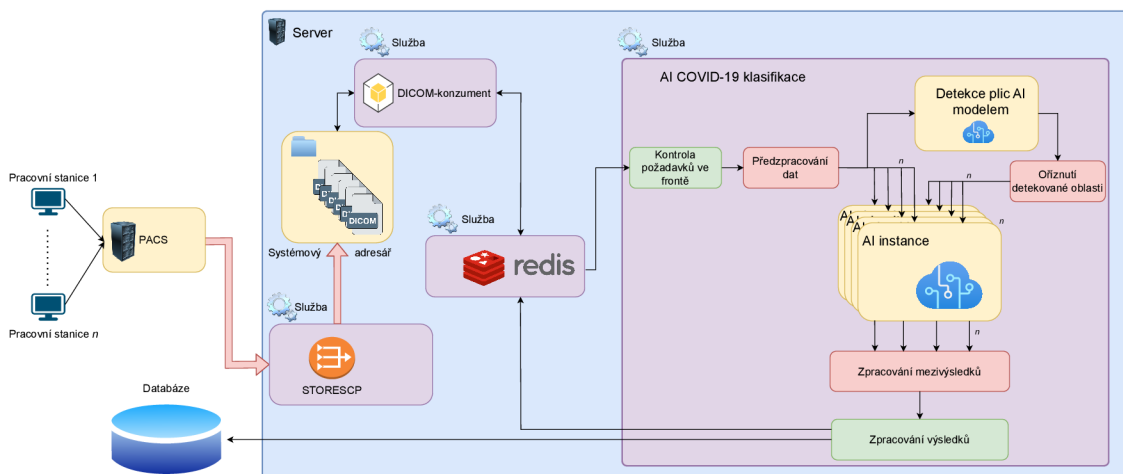 Server
Služba
Služba
DICOM-konzument
AI COVID-19 klasifikace
Detekce plic AI
modelem
Kontrola
požadavků ve
frontě
Předzpracování
dat
n
n
Oříznutí
detekované oblasti
Pracovní stanice 1
PACS
Pracovní stanice n
DICOM
Systémový adresář
Služba
redis
AI instance
n
n
Služba
STORESCP
Zpracování mezivýsledků
Zpracování výsledků
Databáze